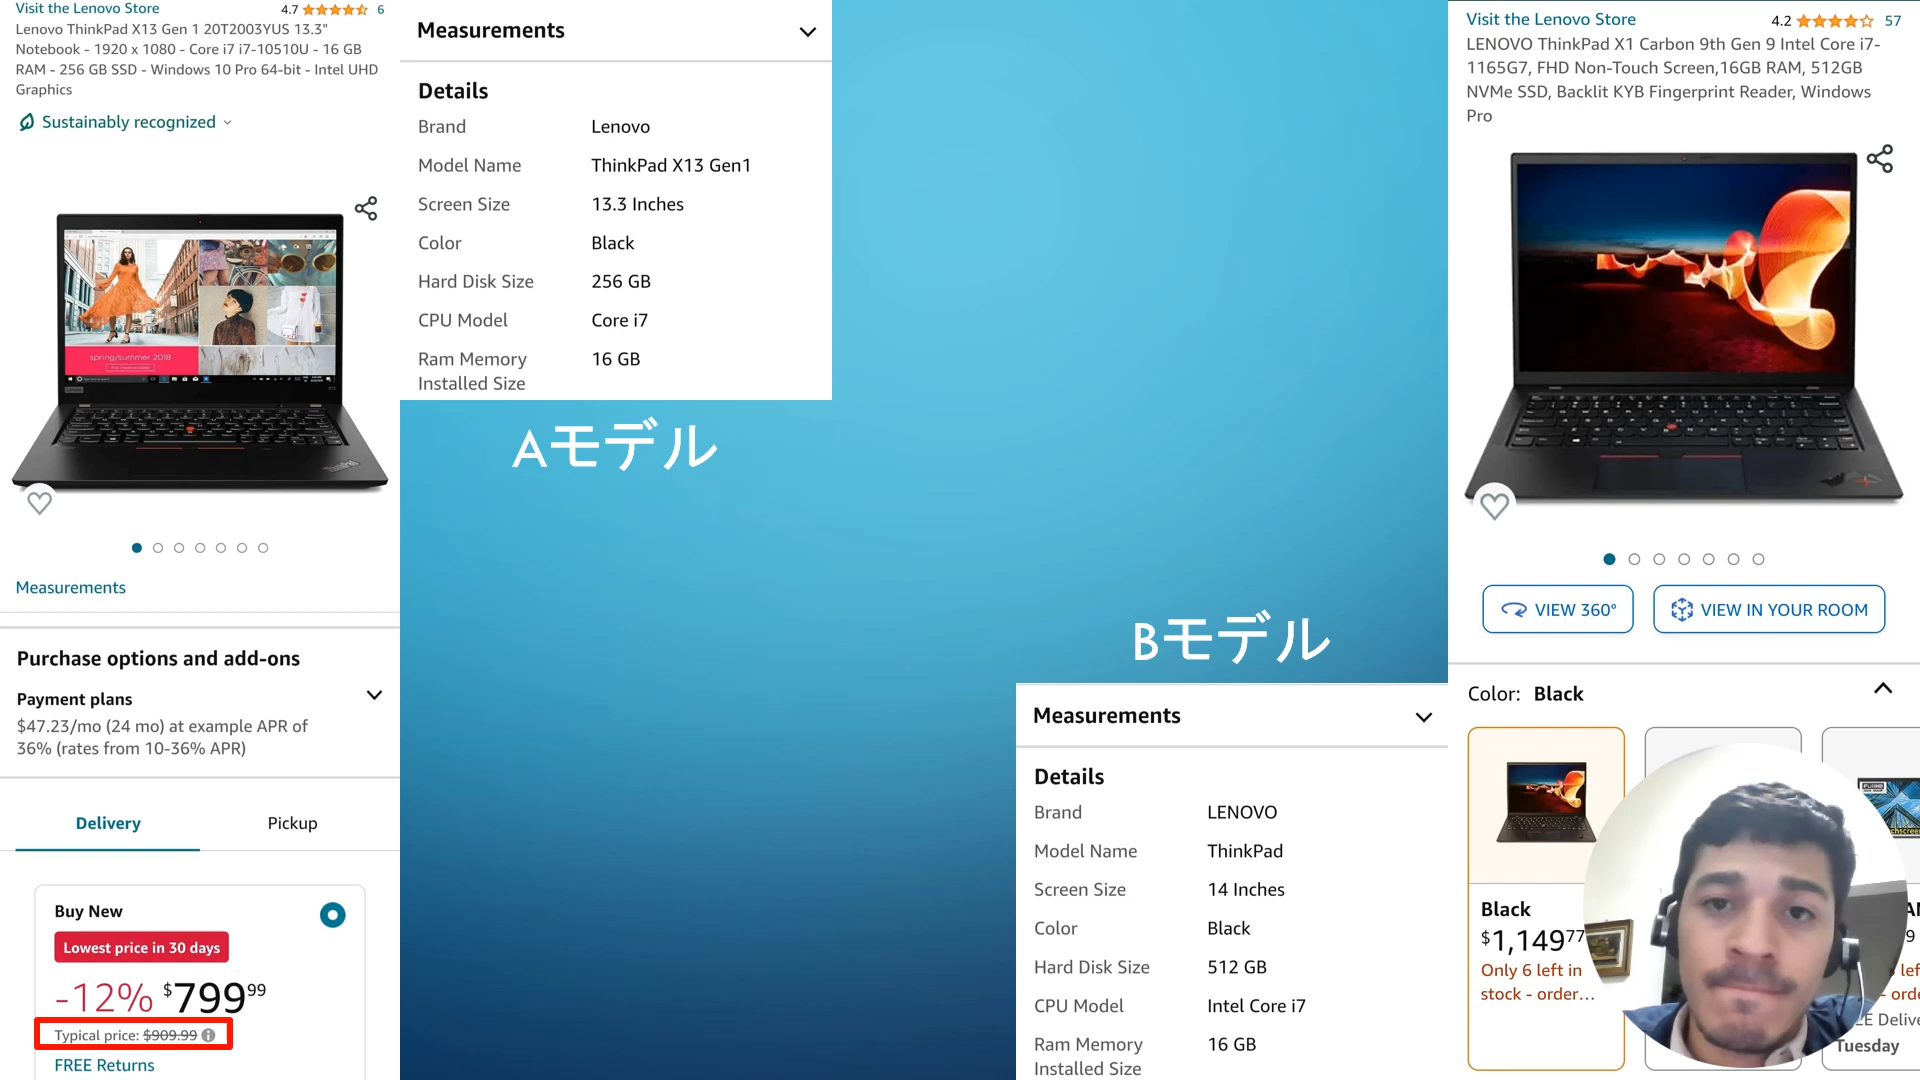 Visit the Lenovo Store 4.7 6
Lenovo ThinkPad X13 Gen 1 20T2003YUS 13.3"
Notebook - 1920 x 1080 - Core i7 i7-10510U - 16 GB
RAM - 256 GB SSD - Windows 10 Pro 64-bit - Intel UHD
Graphics
Sustainably recognized
spring/summer 2018
Measurements
Purchase options and add-ons
Payment plans
$47.23/mo (24 mo) at example APR of
36% (rates from 10-36% APR)
Delivery Pickup
Buy New
Lowest price in 30 days
-12% $799.99
Typical price: $909.99
FREE Returns
Measurements
Details
Brand Lenovo
Model Name ThinkPad X13 Gen1
Screen Size 13.3 Inches
Color Black
Hard Disk Size 256 GB
CPU Model Core i7
Ram Memory 16 GB
Installed Size
Aモデル
Bモデル
Measurements
Details
Brand LENOVO
Model Name ThinkPad
Screen Size 14 Inches
Color Black
Hard Disk Size 512 GB
CPU Model Intel Core i7
Ram Memory 16 GB
Installed Size
Visit the Lenovo Store 4.2 57
LENOVO ThinkPad X1 Carbon 9th Gen 9 Intel Core i7-
1165G7, FHD Non-Touch Screen,16GB RAM, 512GB
NVMe SSD, Backlit KYB Fingerprint Reader, Windows
Pro
VIEW 360°
VIEW IN YOUR ROOM
Color: Black
Black
$1,149.77
Only 6 left in
stock - order…
Tuesday